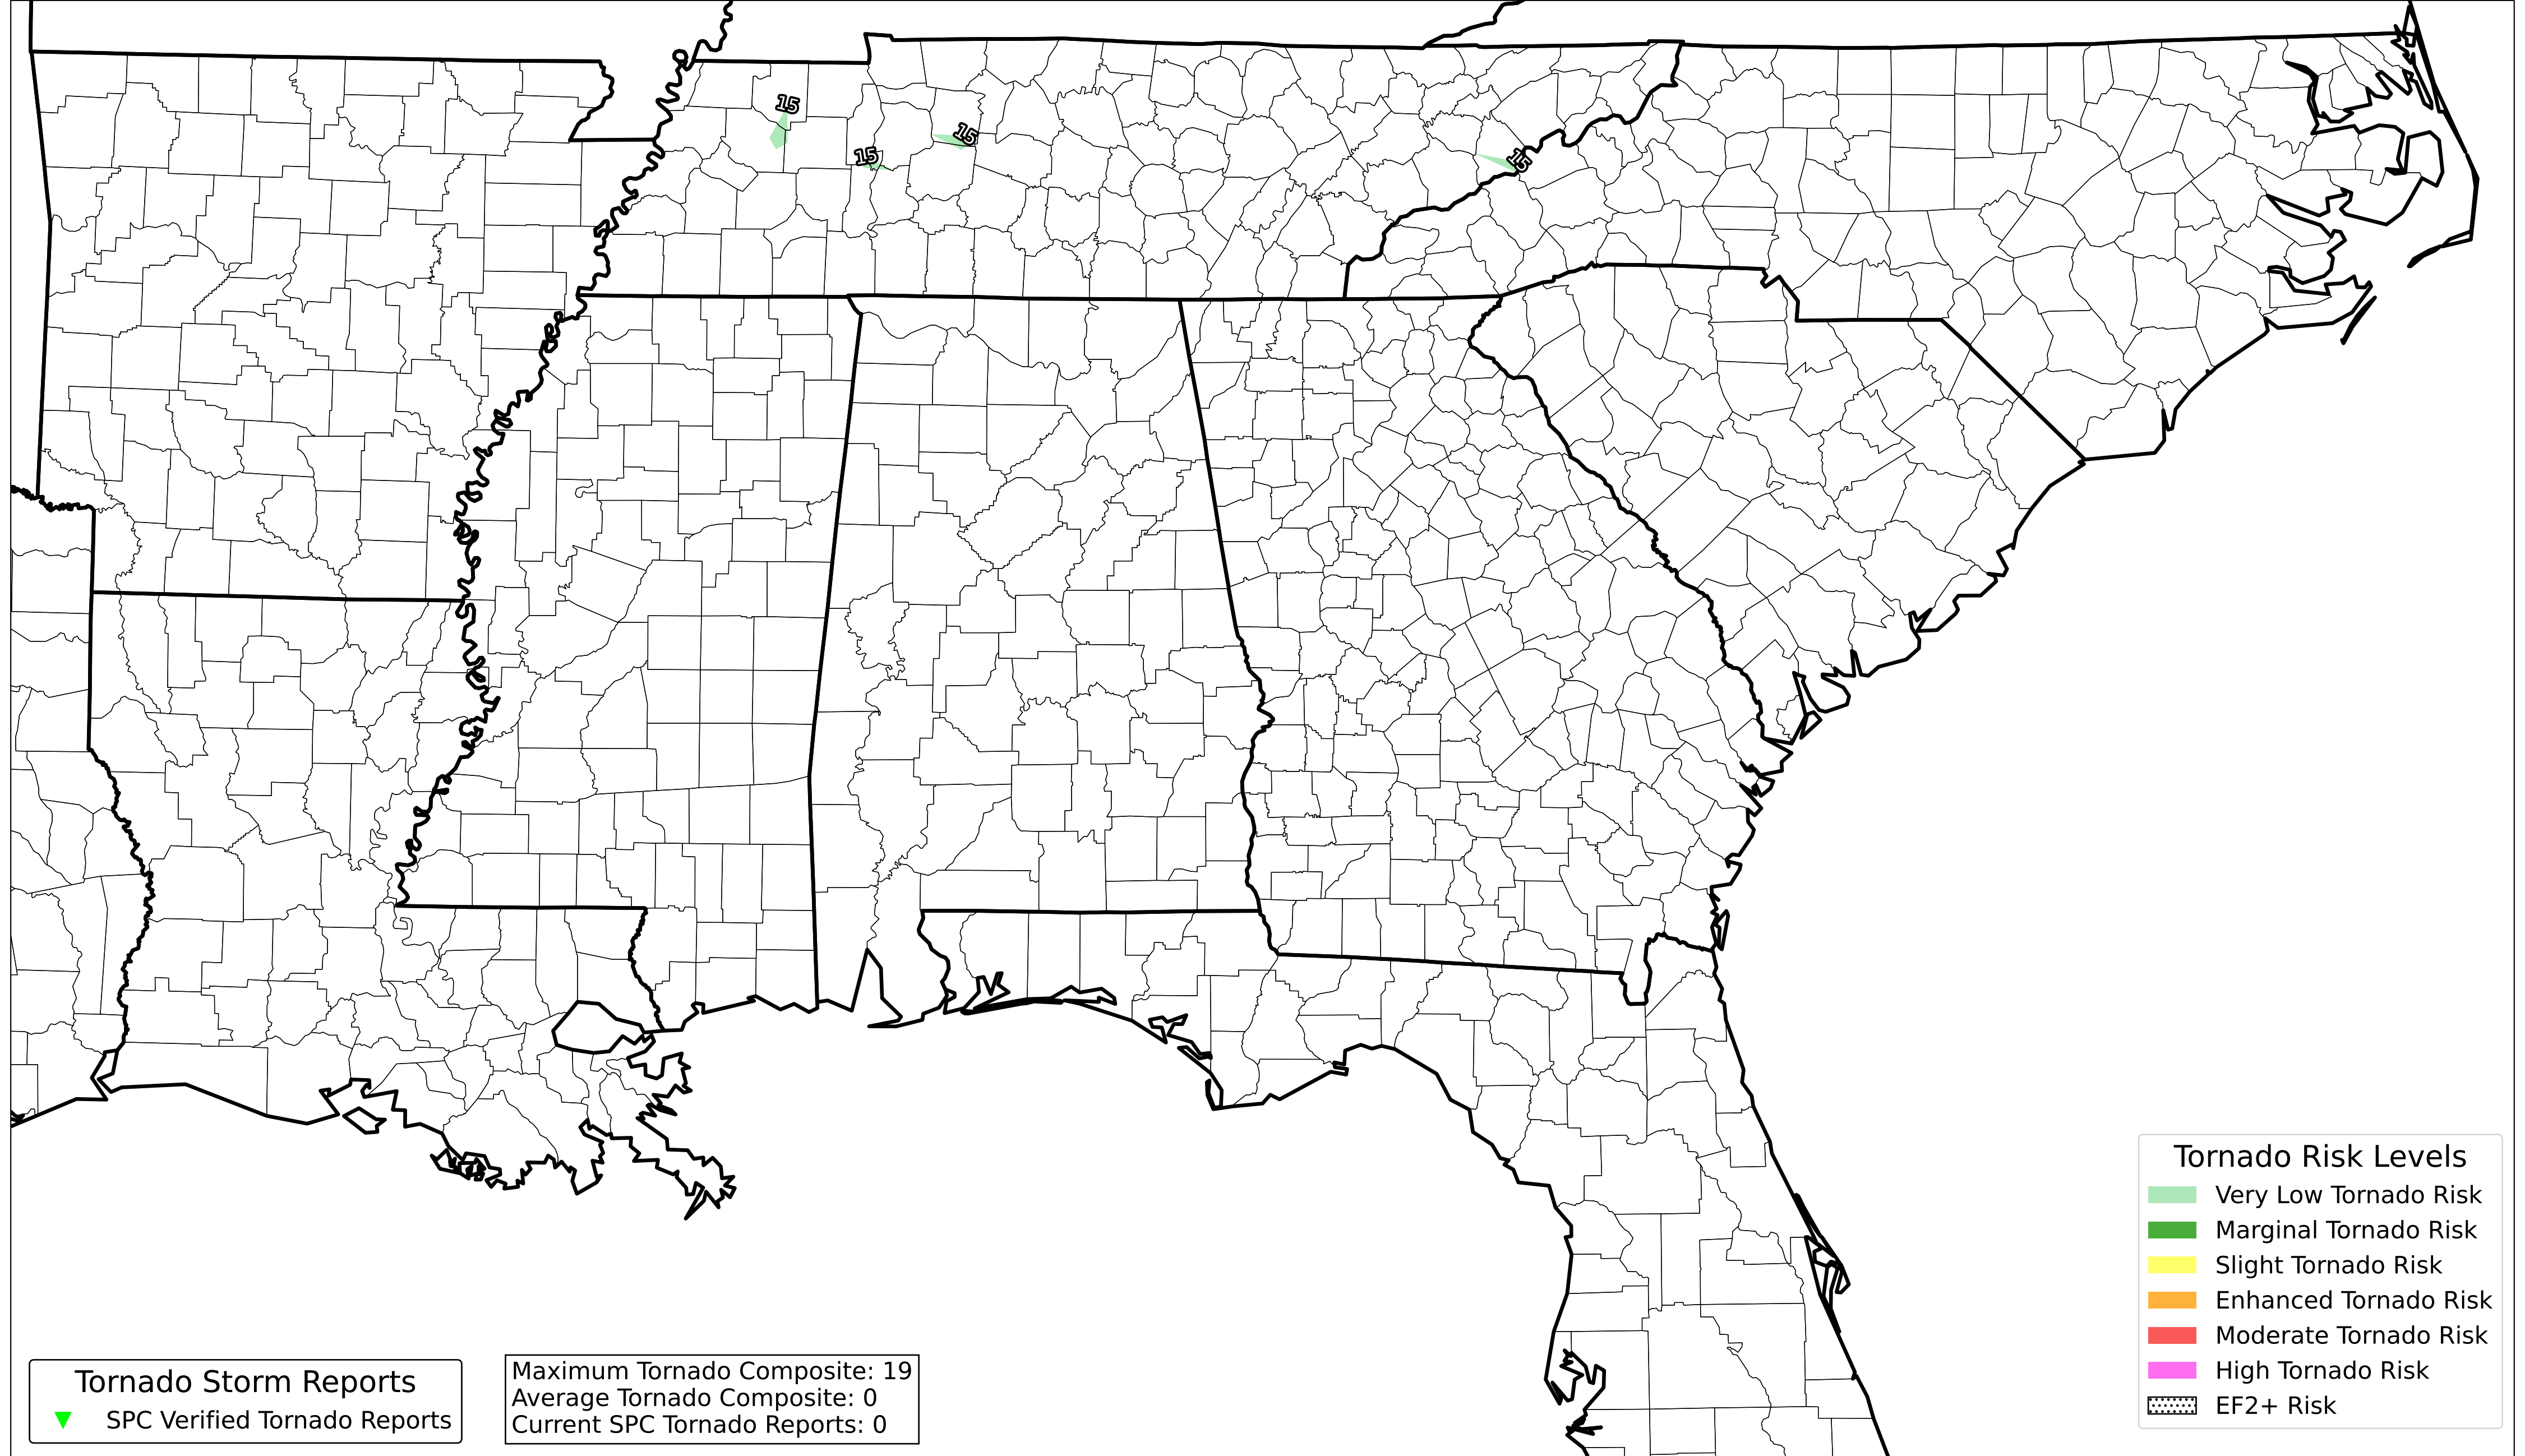 15
15
15
15
Tornado Storm Reports
SPC Verified Tornado Reports
Maximum Tornado Composite: 19
Average Tornado Composite: 0
Current SPC Tornado Reports: 0
Tornado Risk Levels
Very Low Tornado Risk
Marginal Tornado Risk
Slight Tornado Risk
Enhanced Tornado Risk
Moderate Tornado Risk
High Tornado Risk
EF2+ Risk